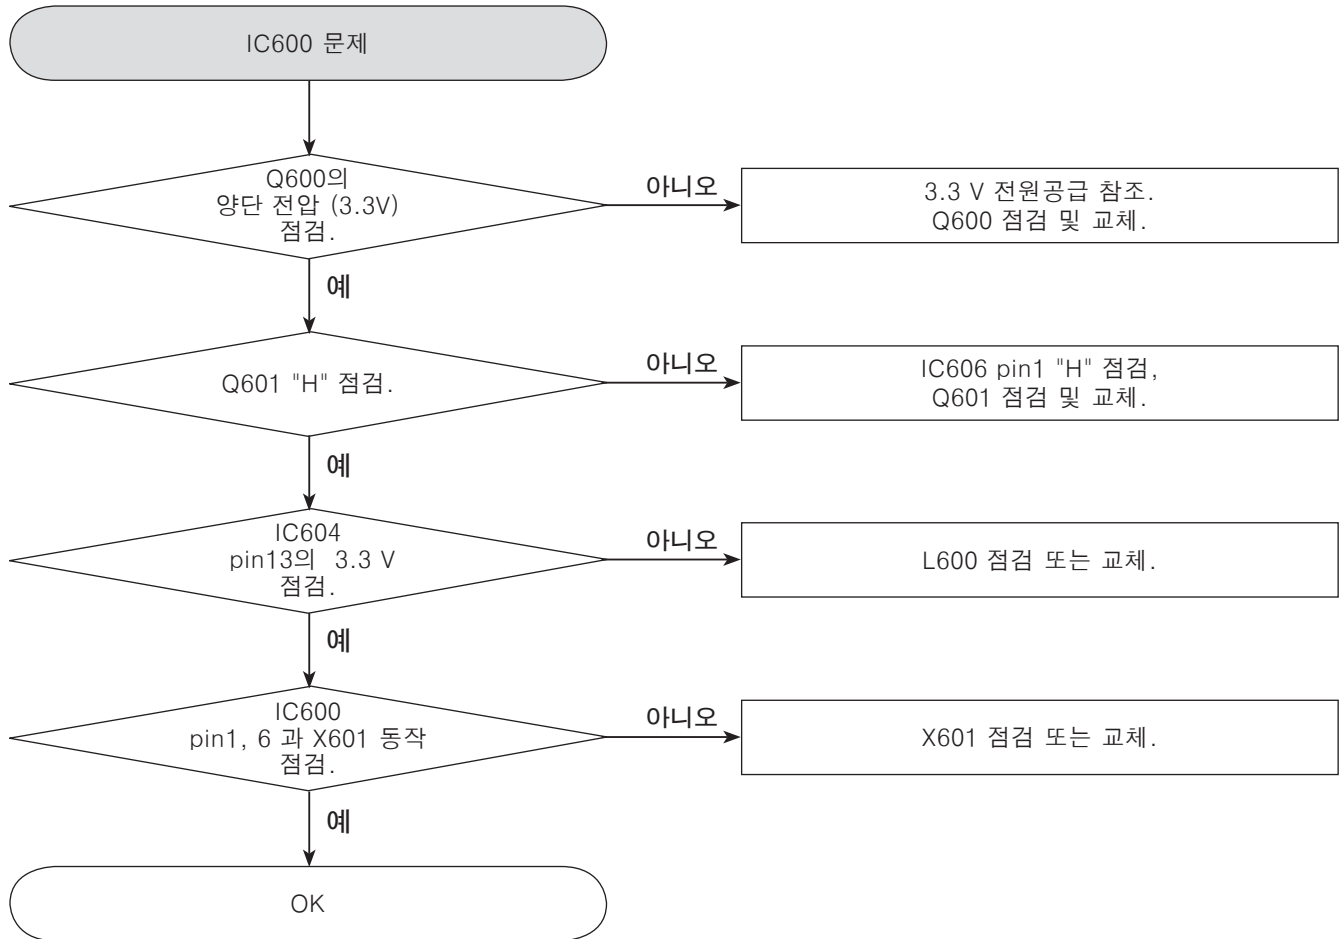 IC600 문제
Q600의
양단 전압 (3.3V)
점검.
아니오
3.3 V 전원공급 참조.
Q600 점검 및 교체.
예
Q601 "H" 점검.
아니오
IC606 pin1 "H" 점검,
Q601 점검 및 교체.
예
IC604
pin13의 3.3 V
점검.
아니오
L600 점검 또는 교체.
예
IC600
pin1, 6 과 X601 동작
점검.
아니오
X601 점검 또는 교체.
예
OK